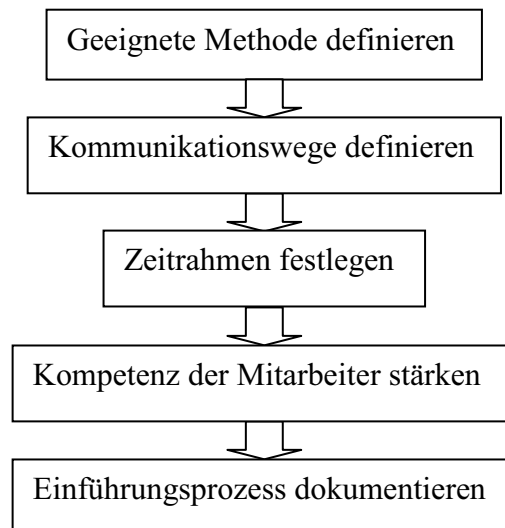 Geeignete Methode definieren
Kommunikationswege definieren
Zeitrahmen festlegen
Kompetenz der Mitarbeiter stärken
Einführungsprozess dokumentieren